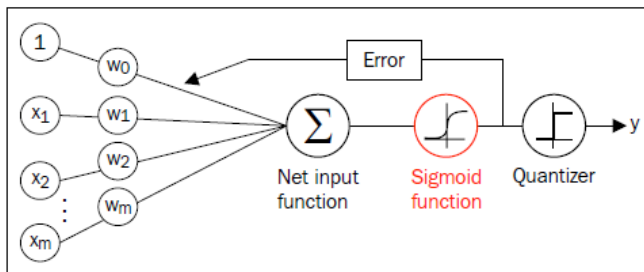 1
w0
Error
x1
w1
Σ
y
x2
w2
Net input
function
Sigmoid
function
Quantizer
⋮
wm
xm